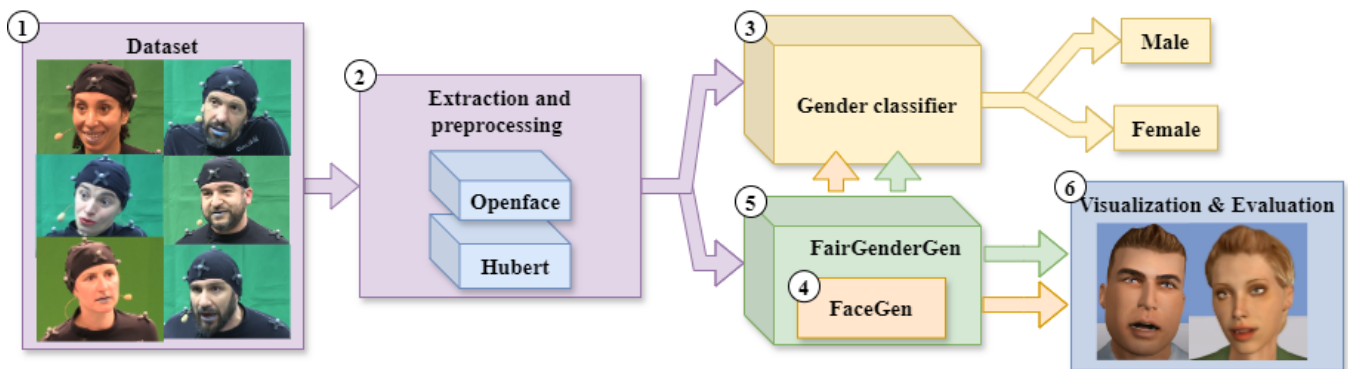 1
Dataset
2
Extraction and
preprocessing
Openface
Hubert
3
Gender classifier
Male
Female
5
FairGenderGen
4
FaceGen
6
Visualization & Evaluation